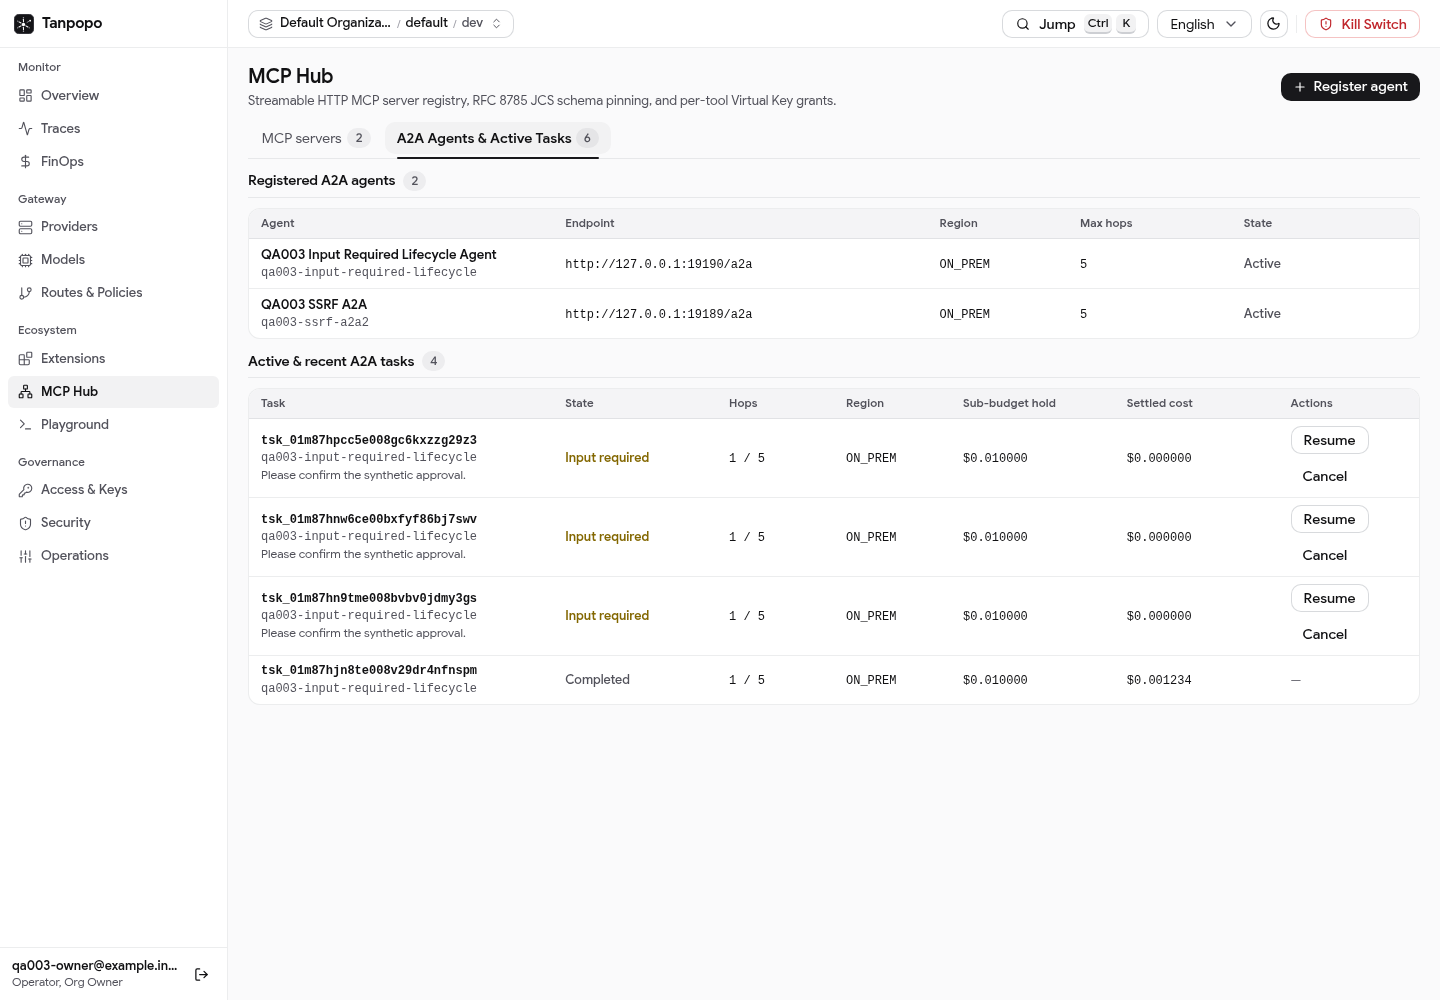 Tanpopo
Default Organiza... / default / dev
Jump Ctrl K
English
Kill Switch
Monitor
Overview
Traces
FinOps
Gateway
Providers
Models
Routes & Policies
Ecosystem
Extensions
MCP Hub
Playground
Governance
Access & Keys
Security
Operations
qa003-owner@example.in...
Operator, Org Owner
MCP Hub
Streamable HTTP MCP server registry, RFC 8785 JCS schema pinning, and per-tool Virtual Key grants.
Register agent
MCP servers 2
A2A Agents & Active Tasks 6
Registered A2A agents 2
Agent Endpoint Region Max hops State
QA003 Input Required Lifecycle Agent
qa003-input-required-lifecycle
http://127.0.0.1:19190/a2a ON_PREM 5 Active
QA003 SSRF A2A
qa003-ssrf-a2a2
http://127.0.0.1:19189/a2a ON_PREM 5 Active
Active & recent A2A tasks 4
Task State Hops Region Sub-budget hold Settled cost Actions
tsk_01m87hpcc5e008gc6kxzzg29z3
qa003-input-required-lifecycle
Please confirm the synthetic approval.
Input required 1 / 5 ON_PREM $0.010000 $0.000000
Resume
Cancel
tsk_01m87hnw6ce00bxfyf86bj7swv
qa003-input-required-lifecycle
Please confirm the synthetic approval.
Input required 1 / 5 ON_PREM $0.010000 $0.000000
Resume
Cancel
tsk_01m87hn9tme008bvbv0jdmy3gs
qa003-input-required-lifecycle
Please confirm the synthetic approval.
Input required 1 / 5 ON_PREM $0.010000 $0.000000
Resume
Cancel
tsk_01m87hjn8te008v29dr4nfnspm
qa003-input-required-lifecycle
Completed 1 / 5 ON_PREM $0.010000 $0.001234 —